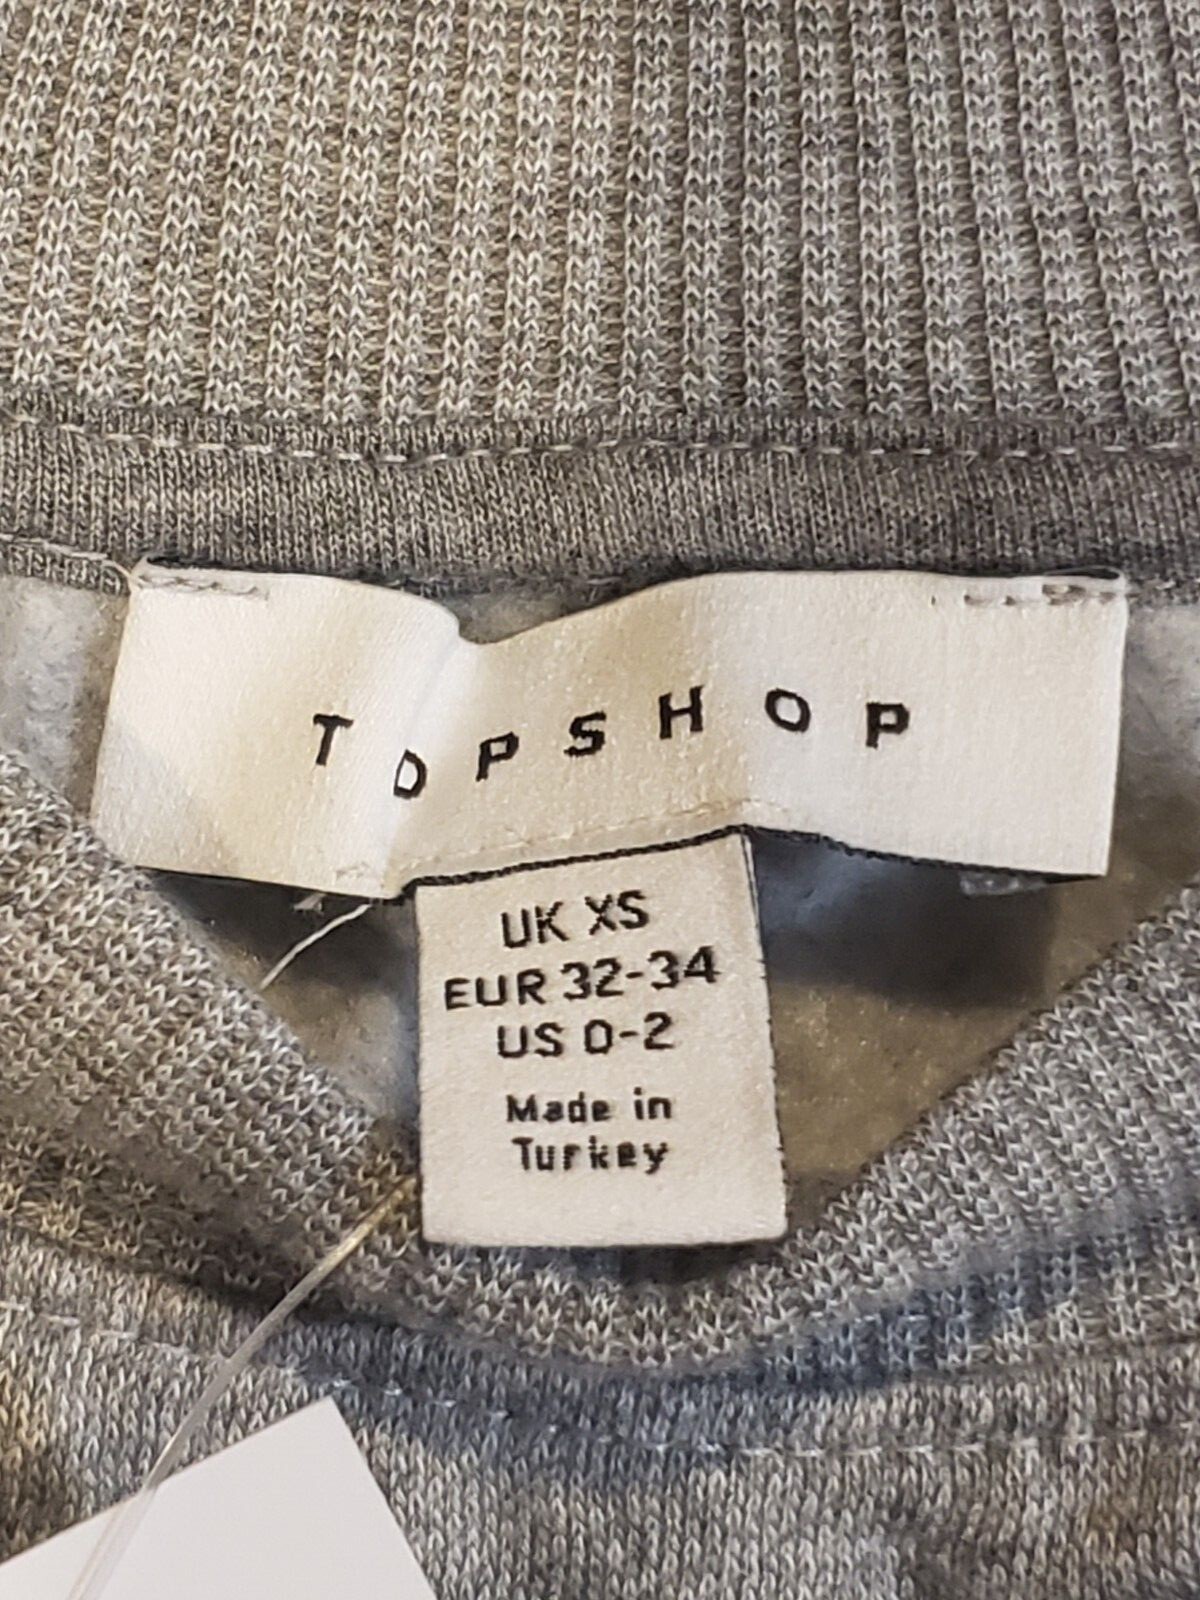 TOPSHOP
UK XS
EUR 32-34
US 0-2
Made in
Turkey